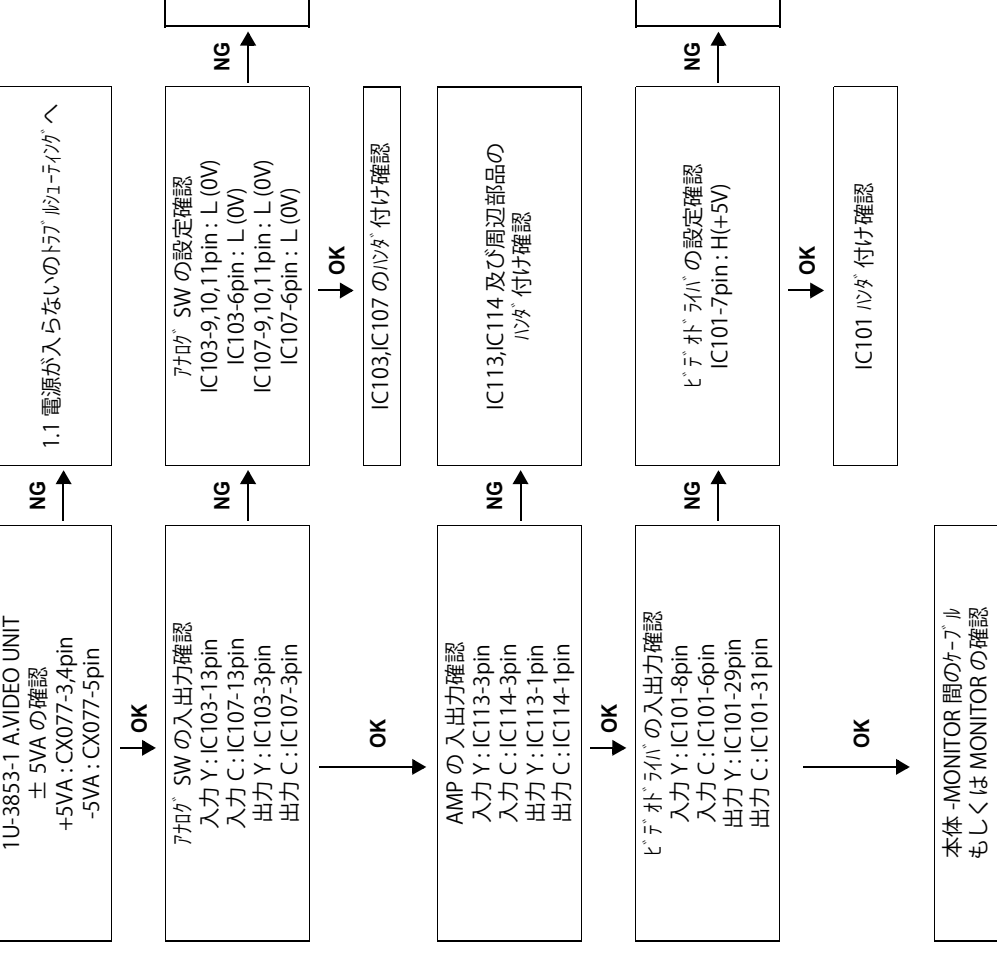 1U-3853-1 A.VIDEO UNIT
± 5VA の確認
+5VA : CX077-3,4pin
-5VA : CX077-5pin
NG
1.1 電源が入らないのﾄﾗﾌﾞﾙｼｭｰﾃｨﾝｸﾞへ
OK
ｱﾅﾛｸﾞ SW の入出力確認
入力 Y : IC103-13pin
入力 C : IC107-13pin
出力 Y : IC103-3pin
出力 C : IC107-3pin
NG
ｱﾅﾛｸﾞ SW の設定確認
IC103-9,10,11pin : L (0V)
IC103-6pin : L (0V)
IC107-9,10,11pin : L (0V)
IC107-6pin : L (0V)
NG
OK
IC103,IC107 のﾊﾝﾀﾞ付け確認
OK
AMP の 入出力確認
入力 Y : IC113-3pin
入力 C : IC114-3pin
出力 Y : IC113-1pin
出力 C : IC114-1pin
NG
IC113,IC114 及び周辺部品の
ﾊﾝﾀﾞ付け確認
OK
ﾋﾞﾃﾞｵﾄﾞﾗｲﾊﾞの入出力確認
入力 Y : IC101-8pin
入力 C : IC101-6pin
出力 Y : IC101-29pin
出力 C : IC101-31pin
NG
ﾋﾞﾃﾞｵﾄﾞﾗｲﾊﾞの設定確認
IC101-7pin : H(+5V)
NG
OK
IC101 ﾊﾝﾀﾞ付け確認
OK
本体 -MONITOR 間のｹｰﾌﾞﾙ
もしくは MONITOR の確認